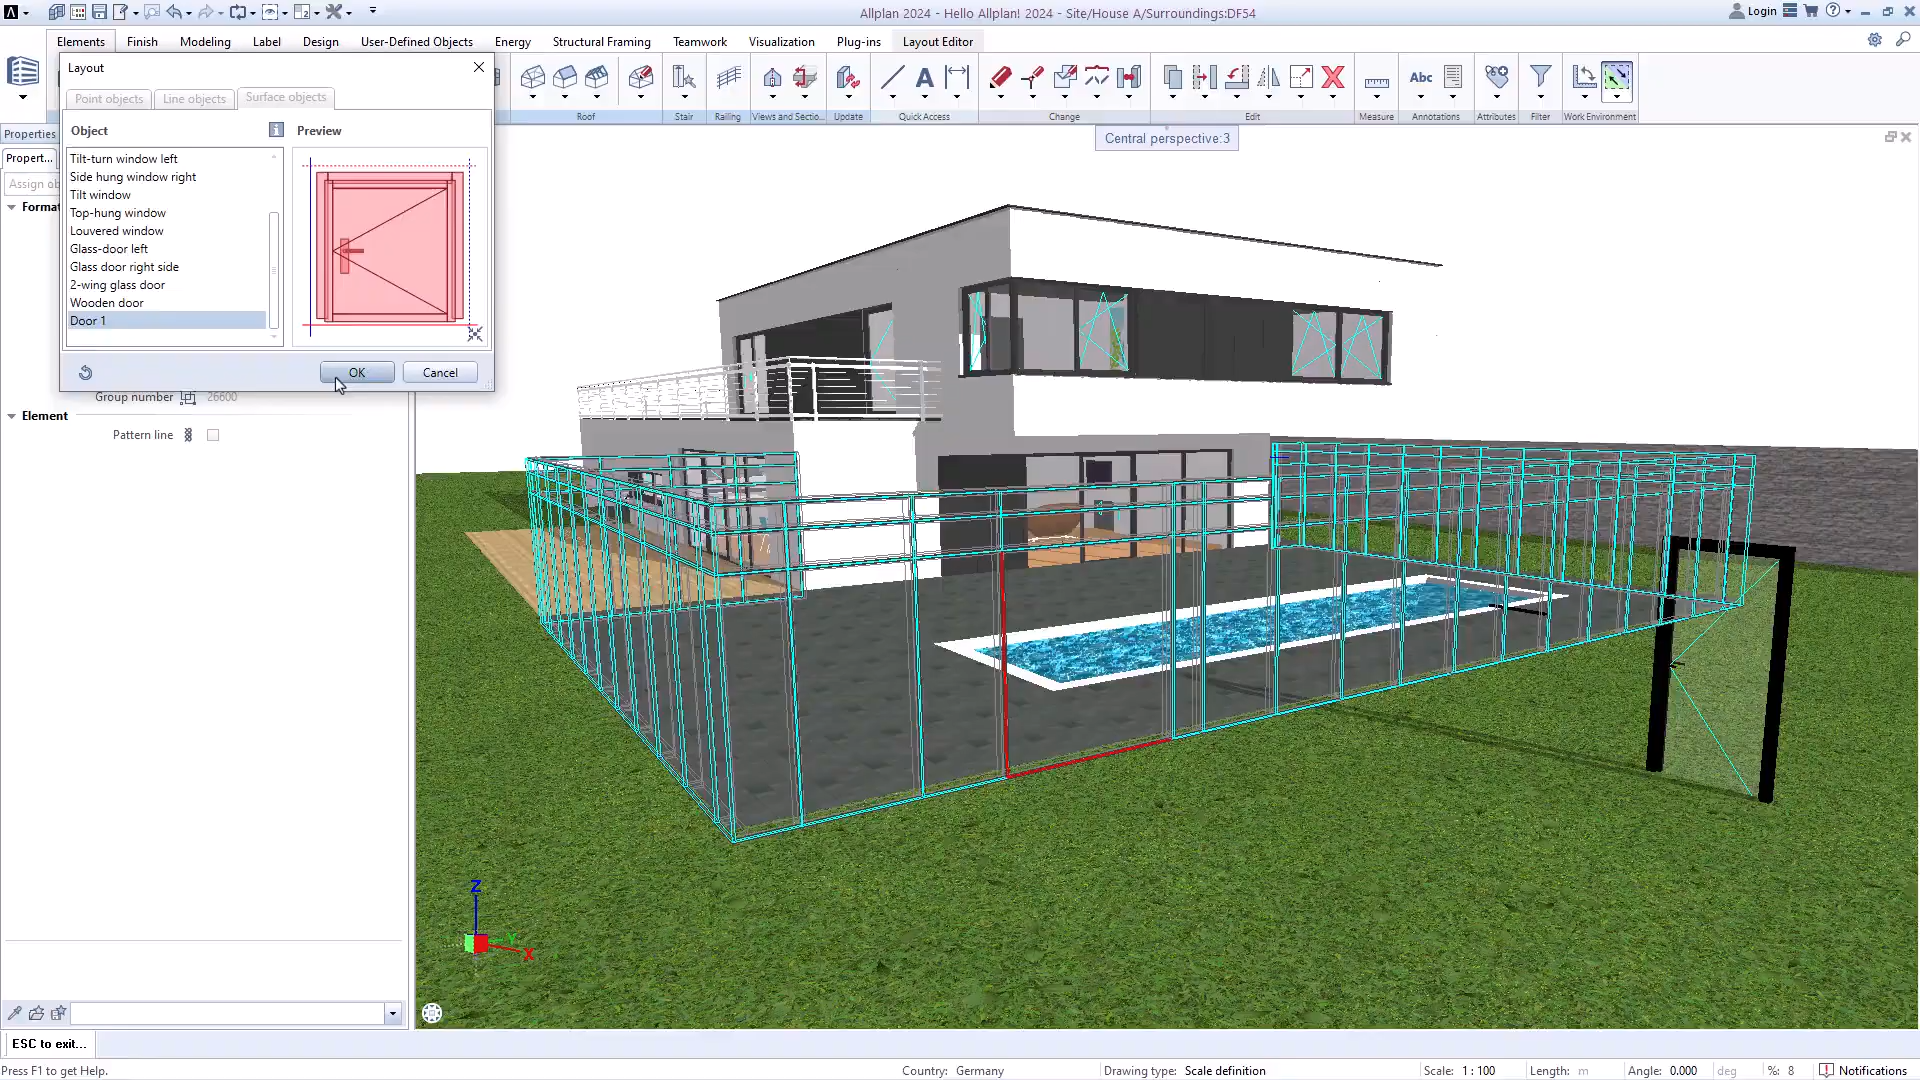 Allplan 2024 - Hello Allplan! 2024 - Site/House A/Surroundings:DF54
Login
Elements
Finish
Modeling
Label
Design
User-Defined Objects
Energy
Structural Framing
Teamwork
Visualization
Plug-ins
Layout Editor
Roof
Stair
Railing
Views and Sectio...
Update
Quick Access
Change
Edit
Measure
Abc
Annotations
Attributes
Filter
Work Environment
Layout
Point objects
Line objects
Surface objects
Object
Preview
Tilt-turn window left
Side hung window right
Tilt window
Top-hung window
Louvered window
Glass-door left
Glass door right side
2-wing glass door
Wooden door
Door 1
OK
Cancel
Properties
Propert...
Assign ob
Format
Group number
26600
Element
Pattern line
Central perspective:3
Z
Y
X
ESC to exit...
Press F1 to get Help.
Country: Germany
Drawing type: Scale definition
Scale: 1 : 100
Length: m
Angle: 0.000 deg
%: 8
Notifications